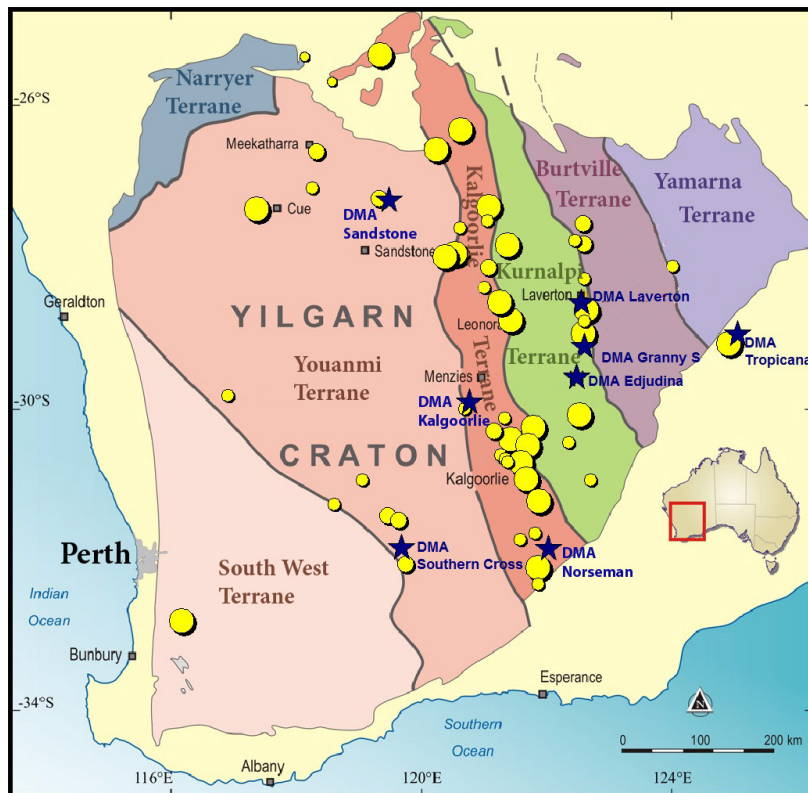 -26°S
Narryer
Terrane
Meekatharra
Cue
DMA
Sandstone
Sandstone
Kalgoorlie
Terrane
Burtville
Terrane
Yamarna
Terrane
Kurnalpi
Terrane
Geraldton
YILGARN
Laverton
DMA Laverton
Leonora
DMA
Tropicana
DMA Granny S
Youanmi
Terrane
Menzies
DMA Edjudina
DMA
Kalgoorlie
-30°S
CRATON
Kalgoorlie
Perth
South West
Terrane
DMA
Southern Cross
DMA
Norseman
Indian
Ocean
Bunbury
Esperance
-34°S
Southern
Ocean
N
0 100 200 km
Albany
116°E
120°E
124°E